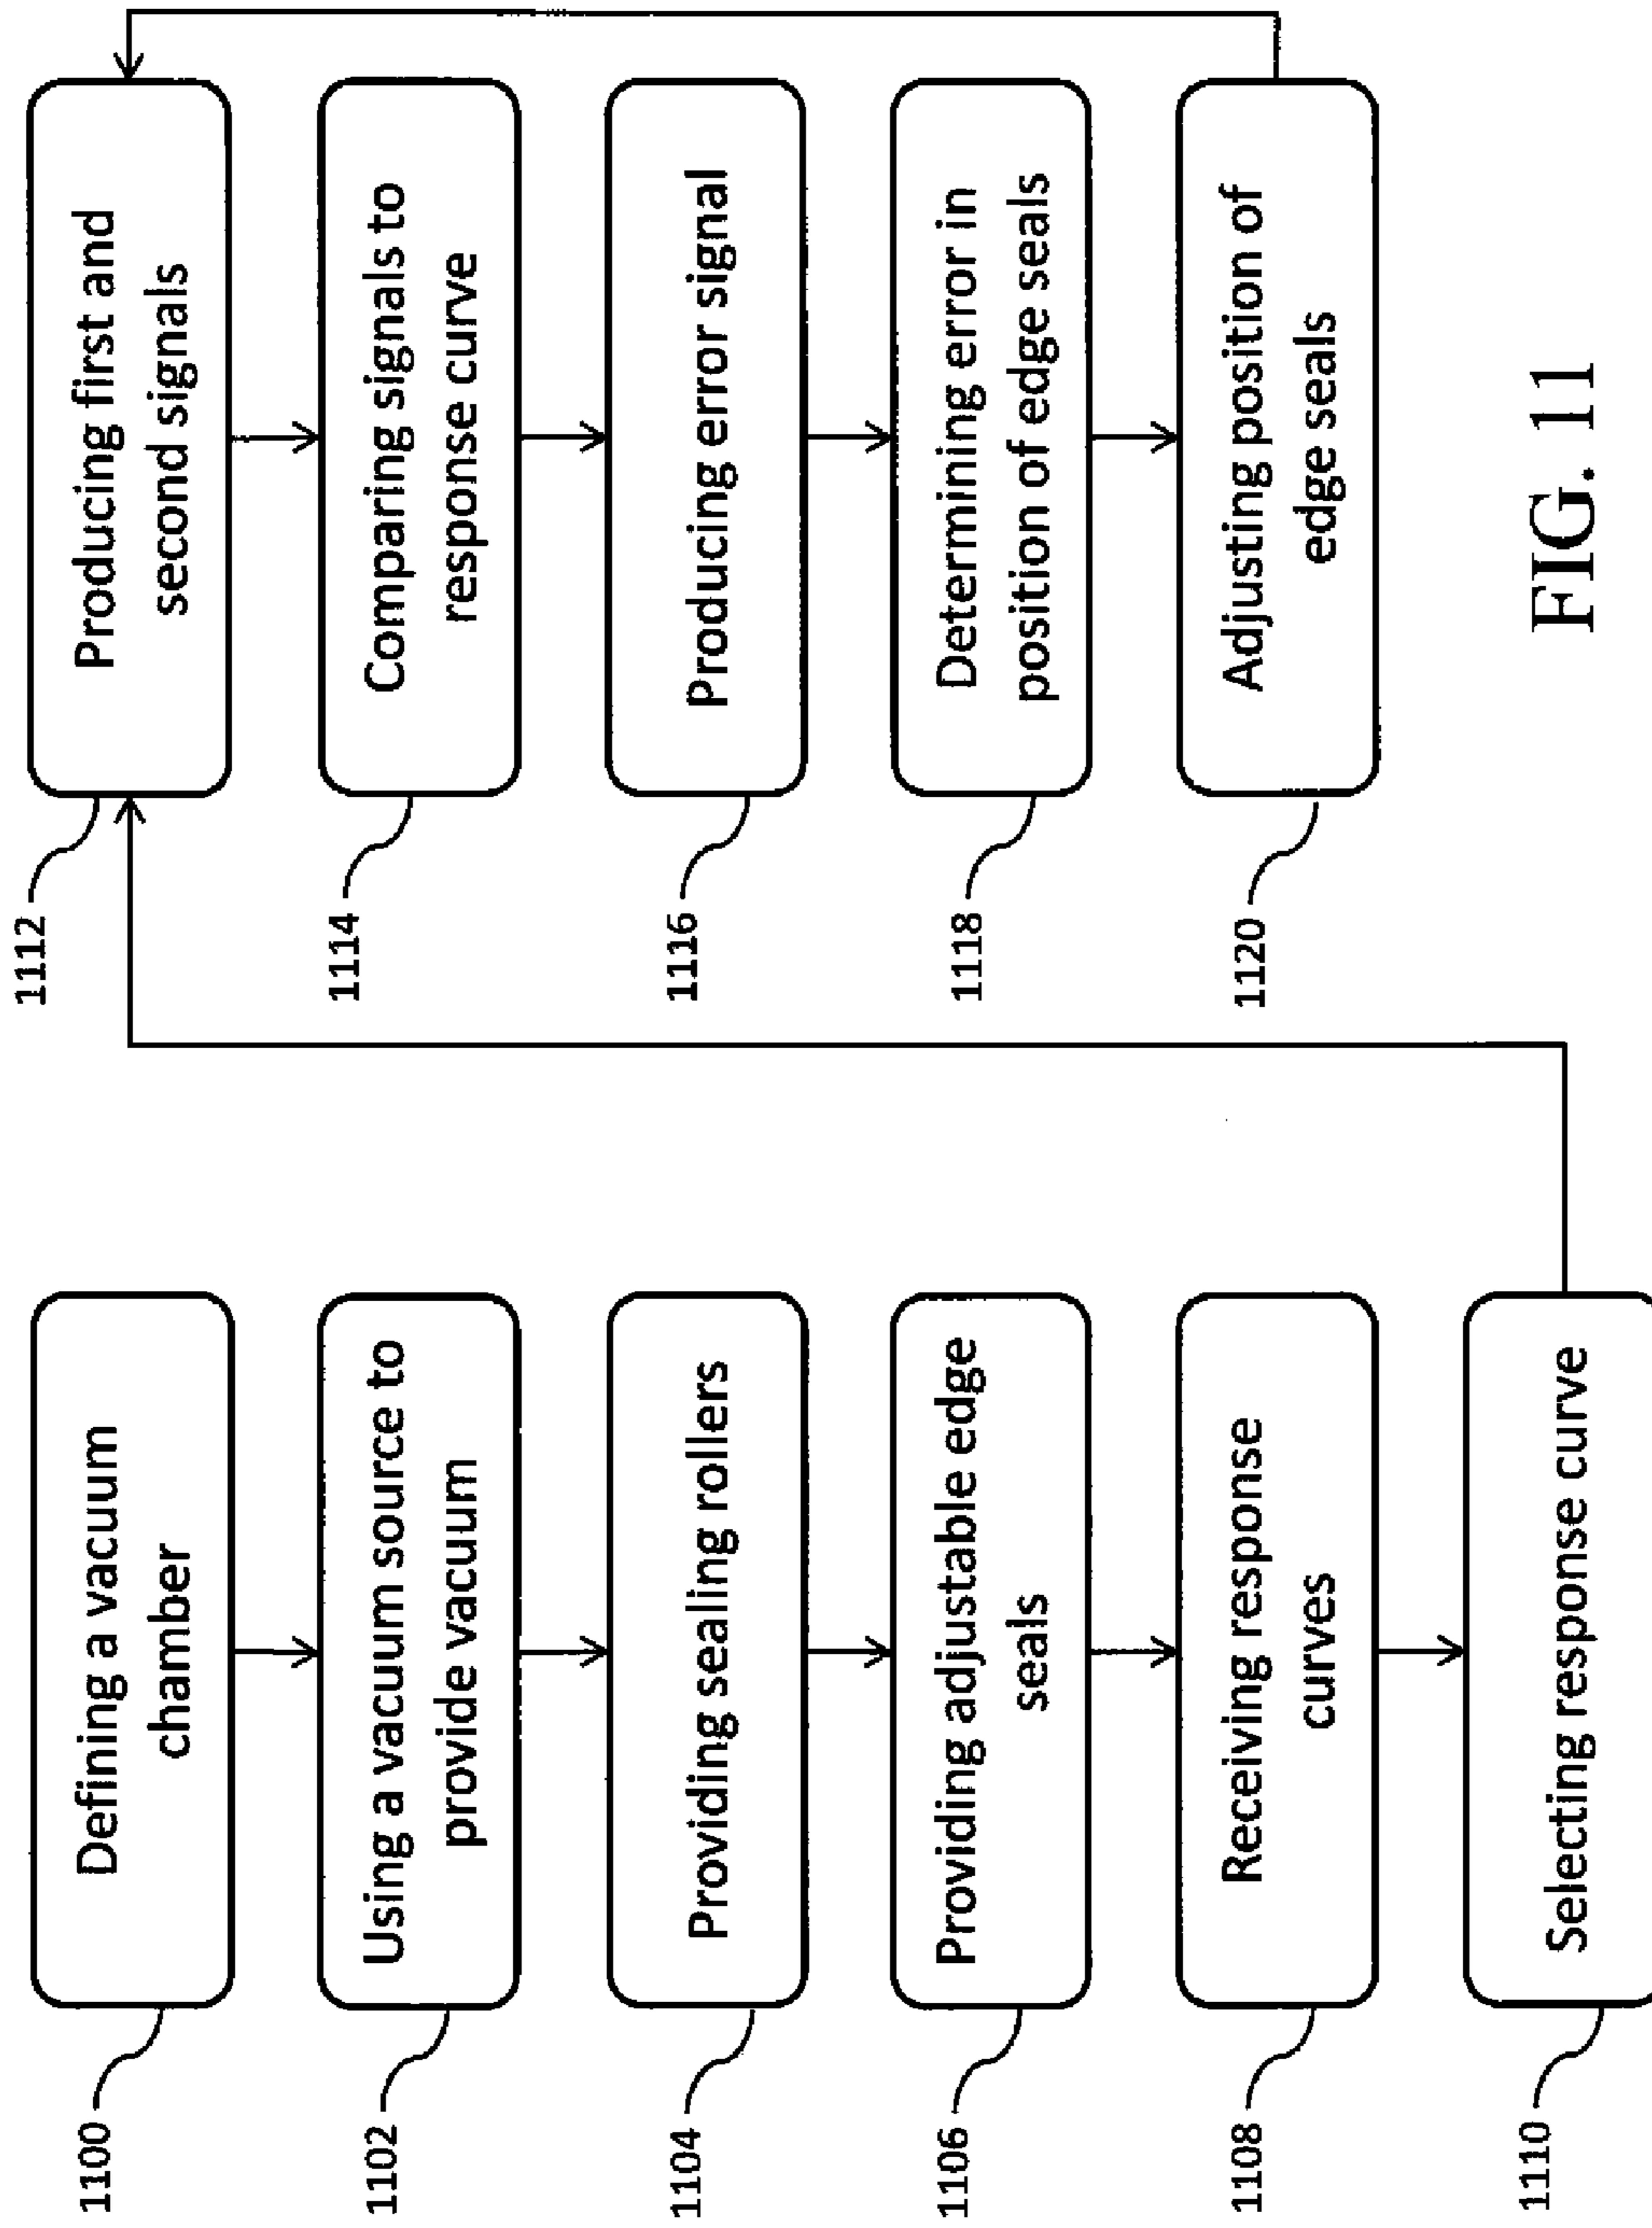 1100
Defining a vacuum
chamber
1102
Using a vacuum source to
provide vacuum
1104
Providing sealing rollers
1106
Providing adjustable edge
seals
1108
Receiving response
curves
1110
Selecting response curve
1112
Producing first and
second signals
1114
Comparing signals to
response curve
1116
Producing error signal
1118
Determining error in
position of edge seals
1120
Adjusting position of
edge seals
FIG. 11